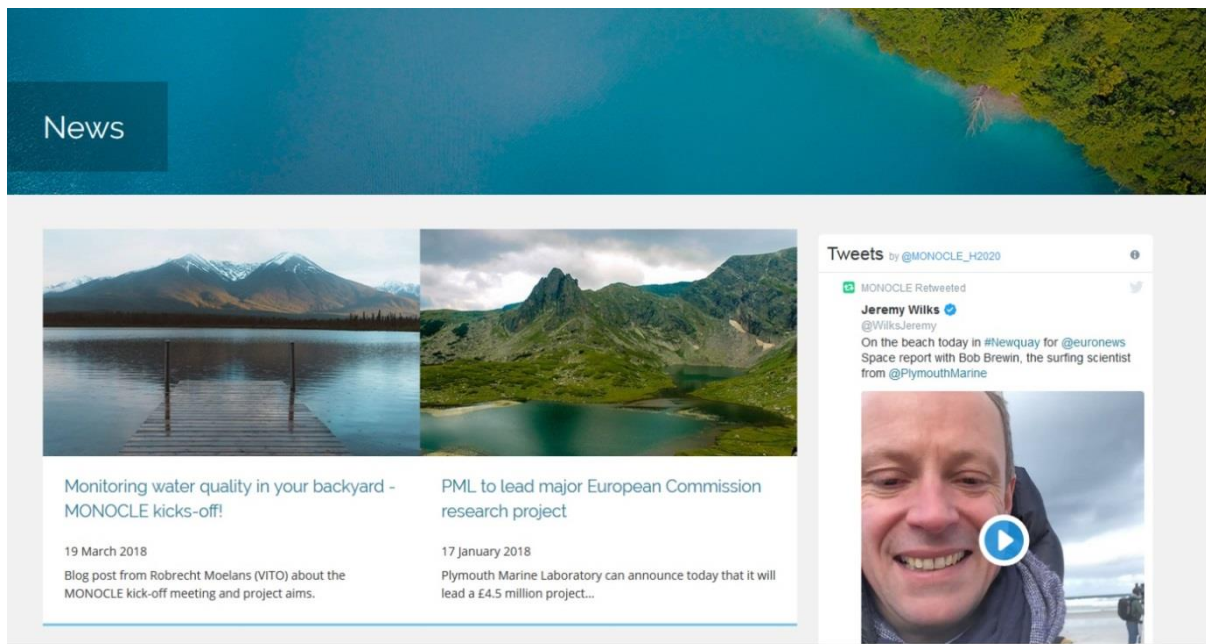 News
Monitoring water quality in your backyard -
MONOCLE kicks-off!
19 March 2018
Blog post from Robrecht Moelans (VITO) about the
MONOCLE kick-off meeting and project aims.
PML to lead major European Commission
research project
17 January 2018
Plymouth Marine Laboratory can announce today that it will
lead a £4.5 million project...
Tweets by @MONOCLE_H2020
MONOCLE Retweeted
Jeremy Wilks
@WilksJeremy
On the beach today in #Newquay for @euronews
Space report with Bob Brewin, the surfing scientist
from @PlymouthMarine